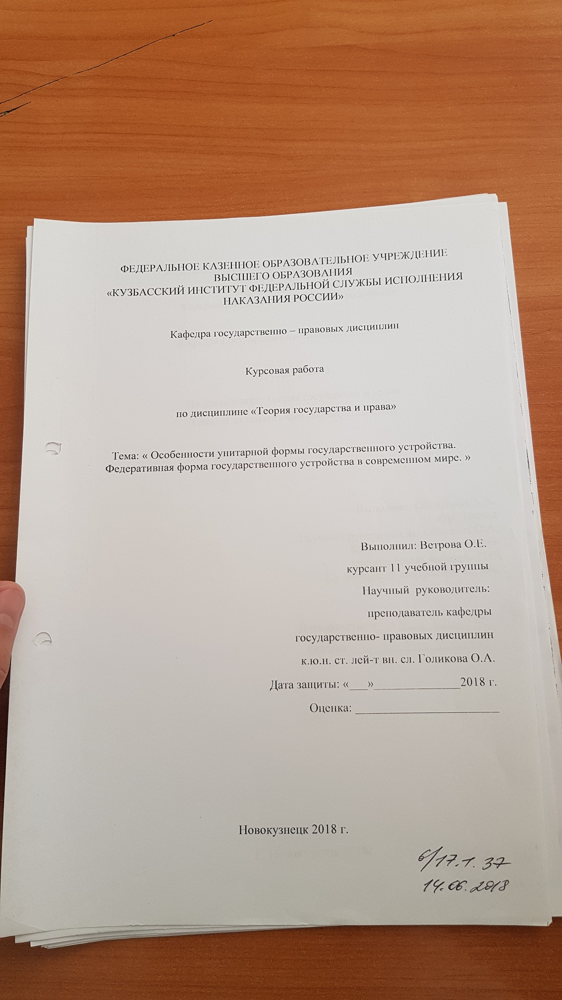 ФЕДЕРАЛЬНОЕ КАЗЕННОЕ ОБРАЗОВАТЕЛЬНОЕ УЧРЕЖДЕНИЕ
ВЫСШЕГО ОБРАЗОВАНИЯ
«КУЗБАССКИЙ ИНСТИТУТ ФЕДЕРАЛЬНОЙ СЛУЖБЫ ИСПОЛНЕНИЯ
НАКАЗАНИЯ РОССИИ»
Кафедра государственно – правовых дисциплин
Курсовая работа
по дисциплине «Теория государства и права»
Тема: « Особенности унитарной формы государственного устройства.
Федеративная форма государственного устройства в современном мире. »
Выполнил: Ветрова О.Е.
курсант 11 учебной группы
Научный руководитель:
преподаватель кафедры
государственно- правовых дисциплин
к.ю.н. ст. лей-т вн. сл. Голикова О.А.
Дата защиты: «___»______________2018 г.
Оценка: _______________________
Новокузнецк 2018 г.
б/17.1. 37
14.06.2018